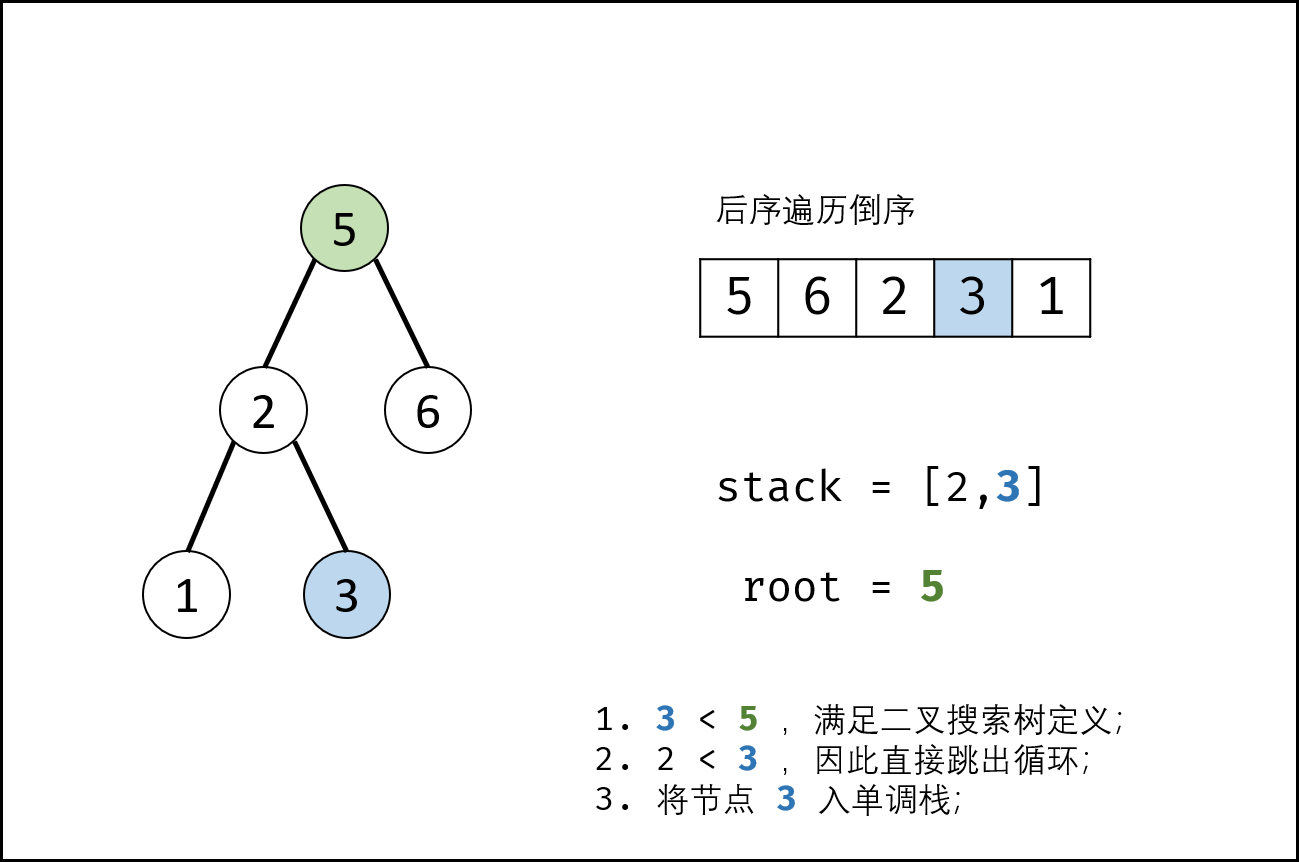 5
2
6
1
3
后序遍历倒序
5 6 2 3 1
stack = [2,3]
root = 5
1. 3 < 5 , 满足二叉搜索树定义;
2. 2 < 3 , 因此直接跳出循环;
3. 将节点 3 入单调栈;